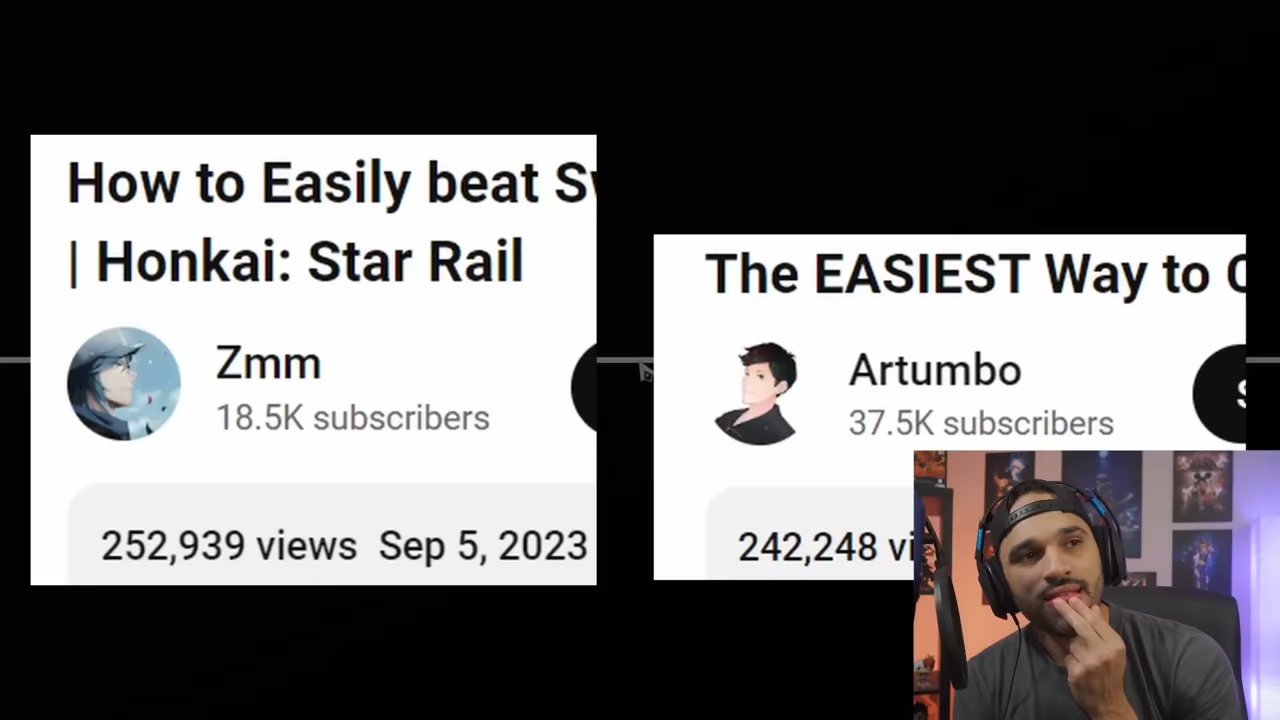 How to Easily beat
| Honkai: Star Rail
Zmm
18.5K subscribers
252,939 views Sep 5, 2023
The EASIEST Way to
Artumbo
37.5K subscribers
242,248